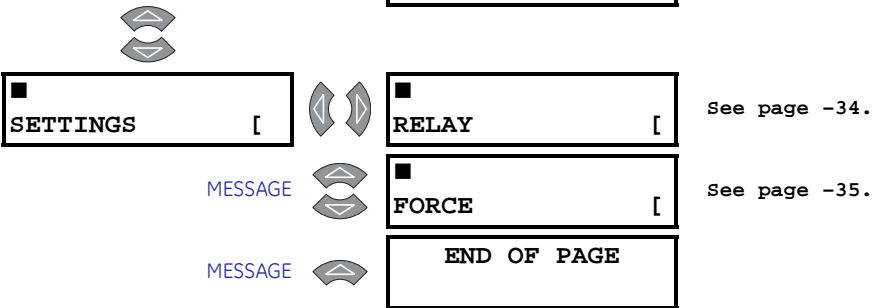 ■
SETTINGS [
■
RELAY [
See page –34.
MESSAGE
■
FORCE [
See page –35.
MESSAGE
END OF PAGE